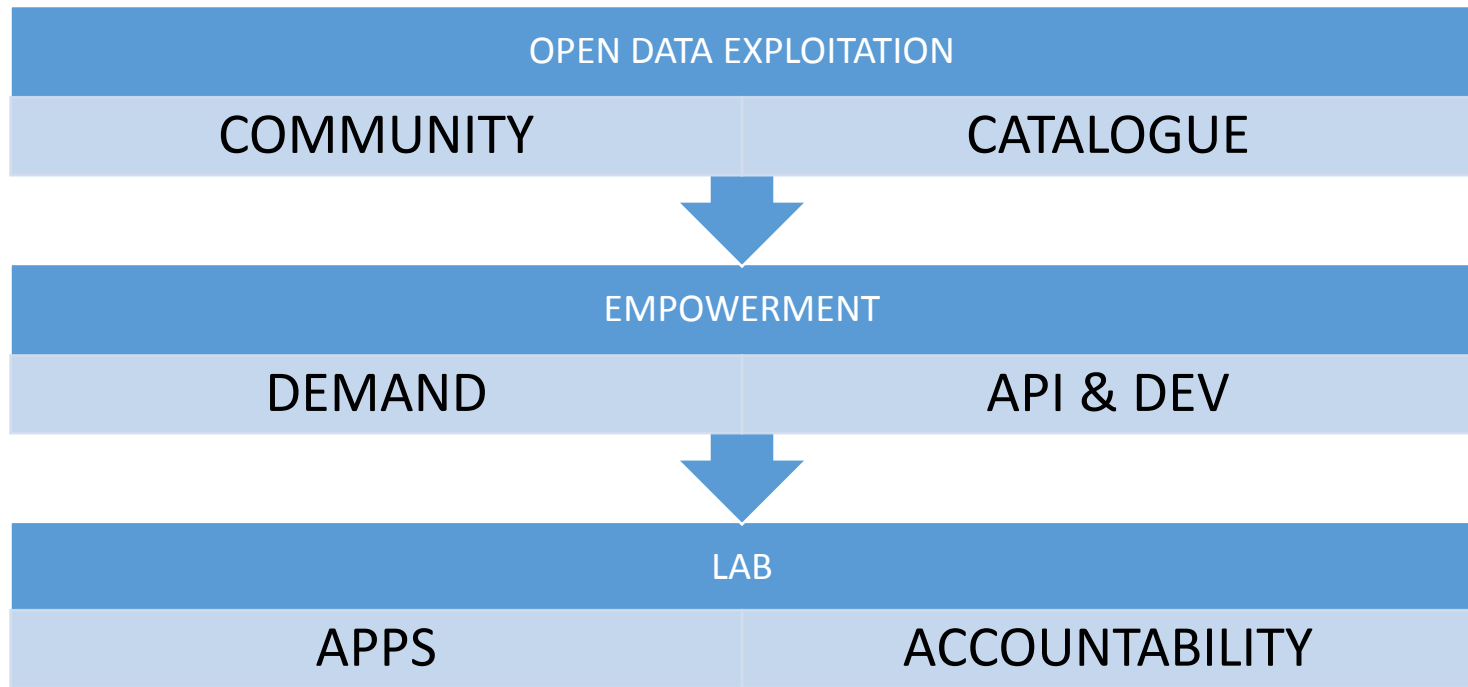 OPEN DATA EXPLOITATION
COMMUNITY
CATALOGUE
EMPOWERMENT
DEMAND
API & DEV
LAB
APPS
ACCOUNTABILITY